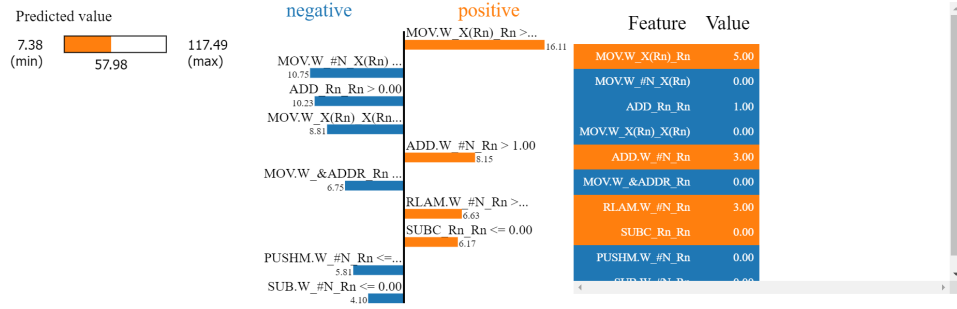 Predicted value
7.38
(min)
117.49
(max)
57.98
negative
positive
MOV.W_X(Rn)_Rn >...
16.11
MOV.W_#N_X(Rn) ...
10.75
ADD_Rn_Rn > 0.00
10.23
MOV.W_X(Rn)_X(Rn...
8.81
ADD.W_#N_Rn > 1.00
8.15
MOV.W_&ADDR_Rn ...
6.75
RLAM.W_#N_Rn >...
6.63
SUBC_Rn_Rn <= 0.00
6.17
PUSHM.W_#N_Rn <=...
5.81
SUB.W_#N_Rn <= 0.00
4.10
Feature Value
MOV.W_X(Rn)_Rn 5.00
MOV.W_#N_X(Rn) 0.00
ADD_Rn_Rn 1.00
MOV.W_X(Rn)_X(Rn) 0.00
ADD.W_#N_Rn 3.00
MOV.W_&ADDR_Rn 0.00
RLAM.W_#N_Rn 3.00
SUBC_Rn_Rn 0.00
PUSHM.W_#N_Rn 0.00
SUB.W_#N_Rn 0.00